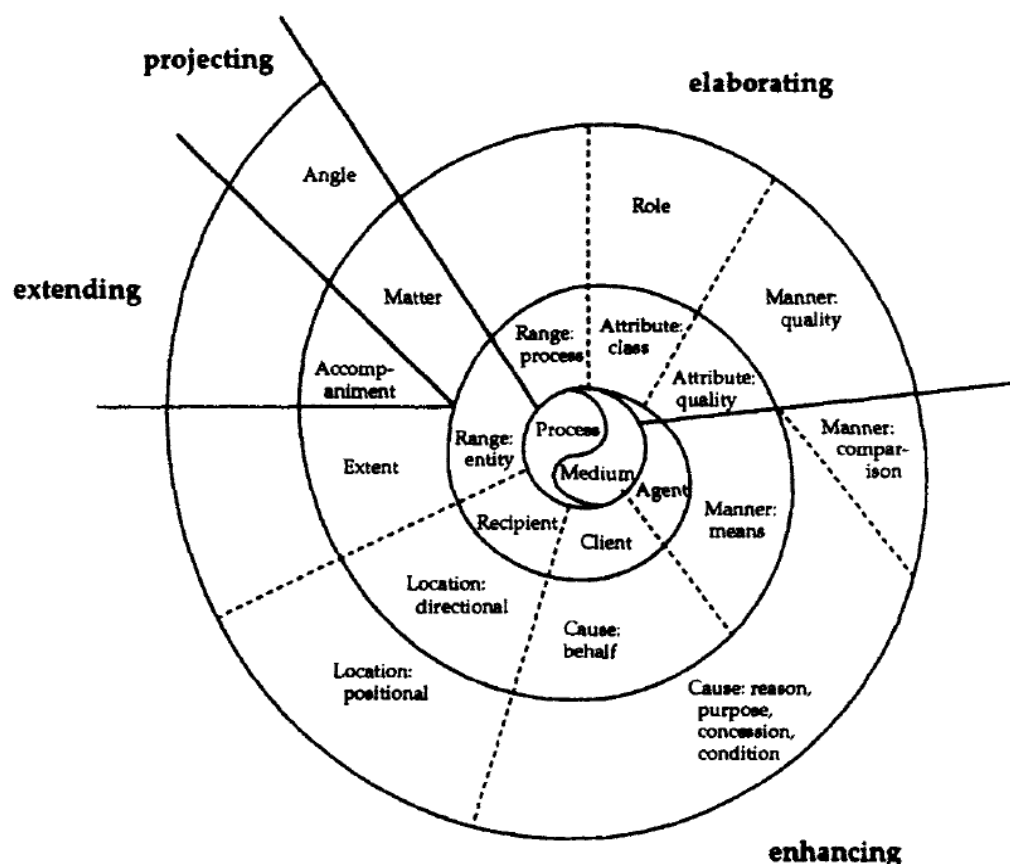 projecting
elaborating
Angle
Role
extending
Matter
Manner:
quality
Range:
process
Attribute:
class
Accomp-
animent
Attribute:
quality
Process
Manner:
compar-
ison
Range:
entity
Extent
Medium
Agent
Manner:
means
Recipient
Client
Location:
directional
Cause:
behalf
Location:
positional
Cause: reason,
purpose,
concession,
condition
enhancing